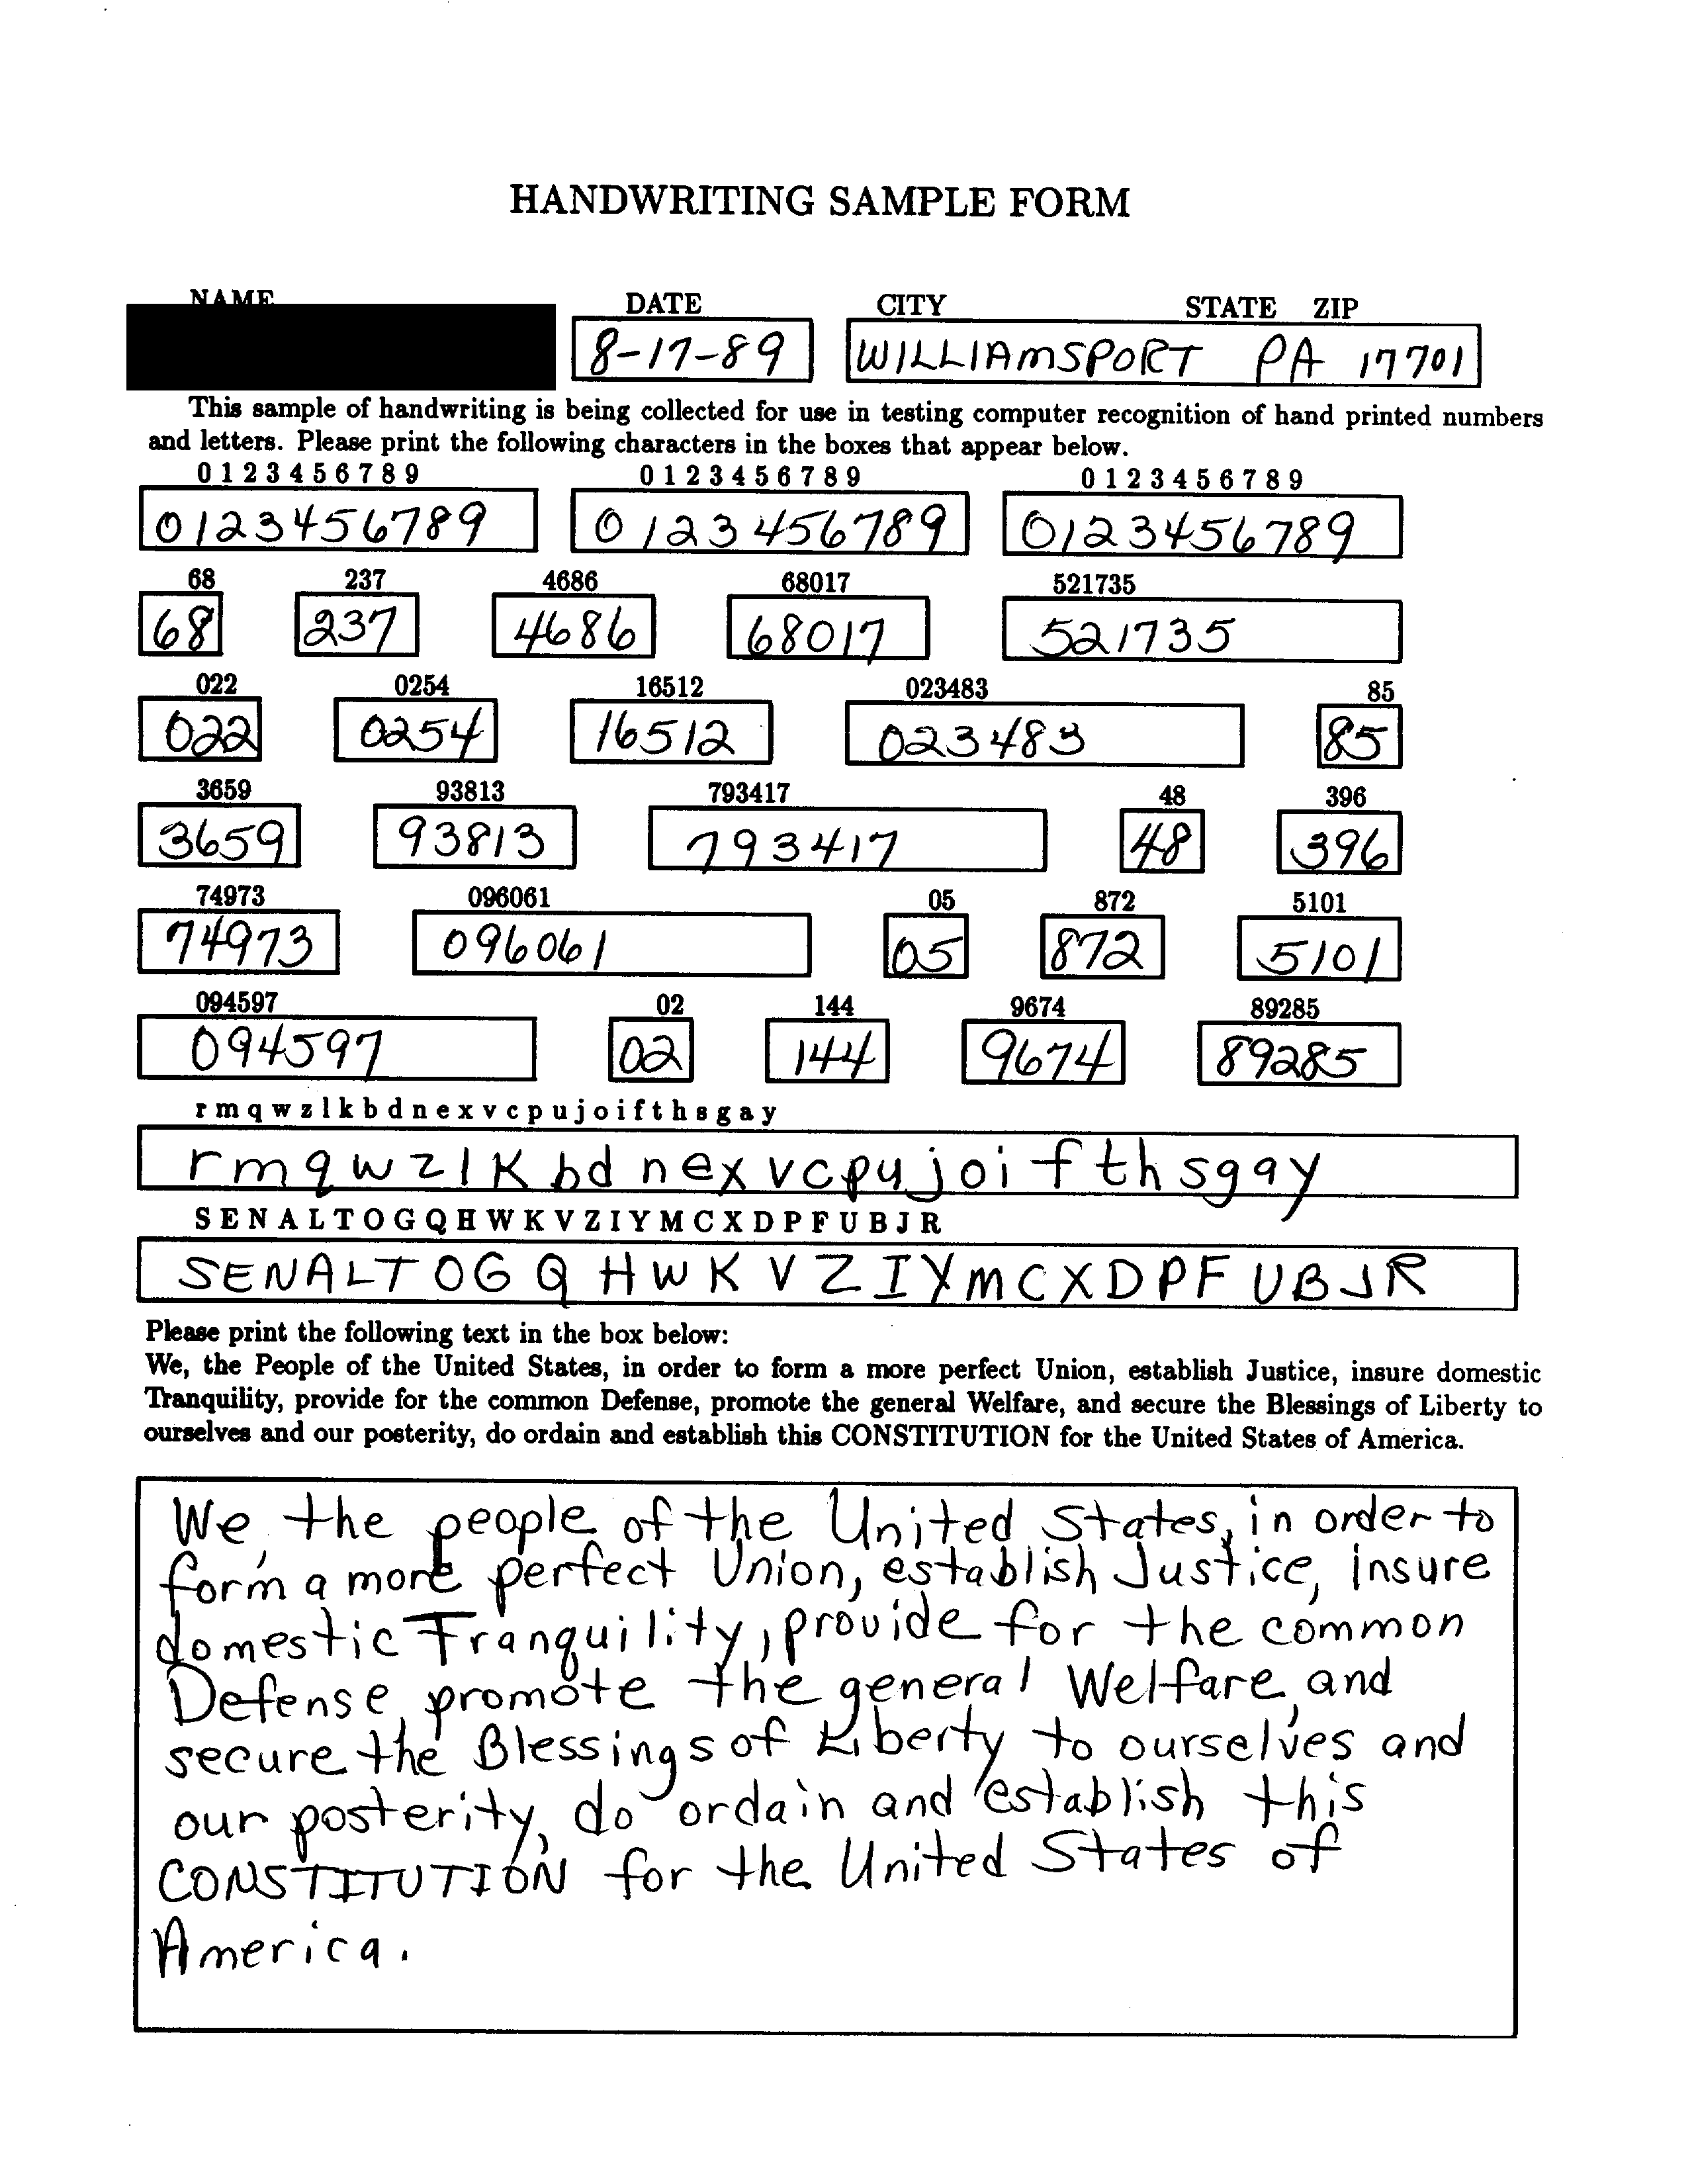 HANDWRITING SAMPLE FORM
NAME DATE CITY STATE ZIP
8-17-89 WILLIAMSPORT PA 17701
This sample of handwriting is being collected for use in testing computer recognition of hand printed numbers
and letters. Please print the following characters in the boxes that appear below.
0 1 2 3 4 5 6 7 8 9 0 1 2 3 4 5 6 7 8 9 0 1 2 3 4 5 6 7 8 9
0123456789 0123456789 0123456789
68 237 4686 68017 521735
68 237 4686 68017 521735
022 0254 16512 023483 85
022 0254 16512 023483 85
3659 93813 793417 48 396
3659 93813 793417 48 396
74973 096061 05 872 5101
74973 096061 05 872 5101
094597 02 144 9674 89285
094597 02 144 9674 89285
r m q w z l k b d n e x v c p u j o i f t h s g a y
r m q w z l K b d n e x v c p u j o i f t h s g a y
S E N A L T O G Q H W K V Z I Y M C X D P F U B J R
S E N A L T O G Q H W K V Z I Y M C X D P F U B J R
Please print the following text in the box below:
We, the People of the United States, in order to form a more perfect Union, establish Justice, insure domestic
Tranquility, provide for the common Defense, promote the general Welfare, and secure the Blessings of Liberty to
ourselves and our posterity, do ordain and establish this CONSTITUTION for the United States of America.
We, the people of the United States, in order to
form a more perfect Union, establish Justice, insure
domestic Tranquility, provide for the common
Defense, promote the general Welfare, and
secure the Blessings of Liberty to ourselves and
our posterity, do ordain and establish this
CONSTITUTION for the United States of
America.